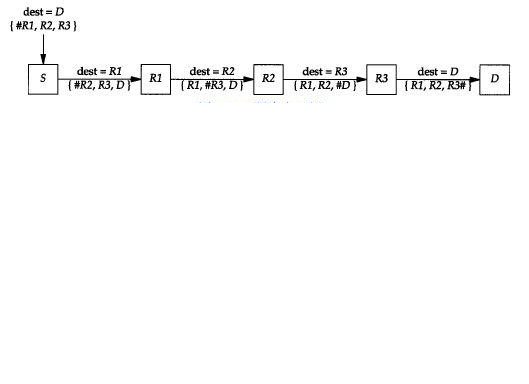 dest = D
{ #R1, R2, R3 }
S
dest = R1
{ #R2, R3, D }
R1
dest = R2
{ R1, #R3, D }
R2
dest = R3
{ R1, R2, #D }
R3
dest = D
{ R1, R2, R3# }
D